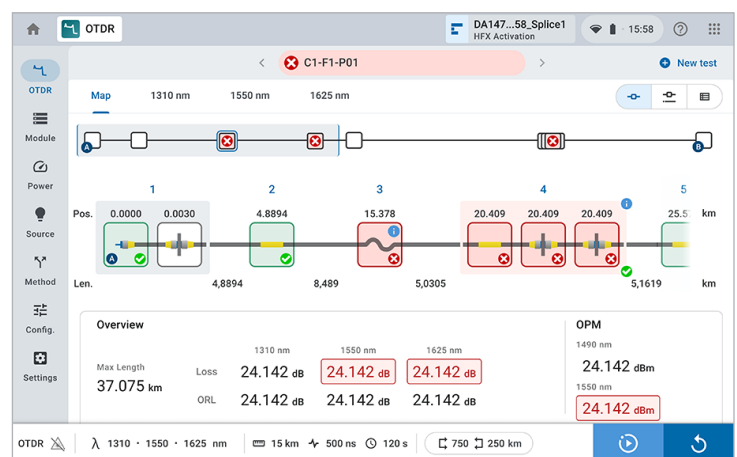 OTDR
DA147...58_Splice1
HFX Activation
15:58
OTDR
Module
Power
Source
Method
Config.
Settings
C1-F1-P01
New test
Map 1310 nm 1550 nm 1625 nm
A B
1 2 3 4 5
Pos. 0.0000 0.0030 4.8894 15.378 20.409 20.409 20.409 km
A
Len. 4,8894 8,489 5,0305 5,1619 km
Overview
1310 nm 1550 nm 1625 nm
Max Length
37.075 km
Loss 24.142 dB 24.142 dB 24.142 dB
ORL 24.142 dB 24.142 dB 24.142 dB
OPM
1490 nm
24.142 dBm
1550 nm
24.142 dBm
OTDR λ 1310 · 1550 · 1625 nm 15 km 500 ns 120 s 750 250 km